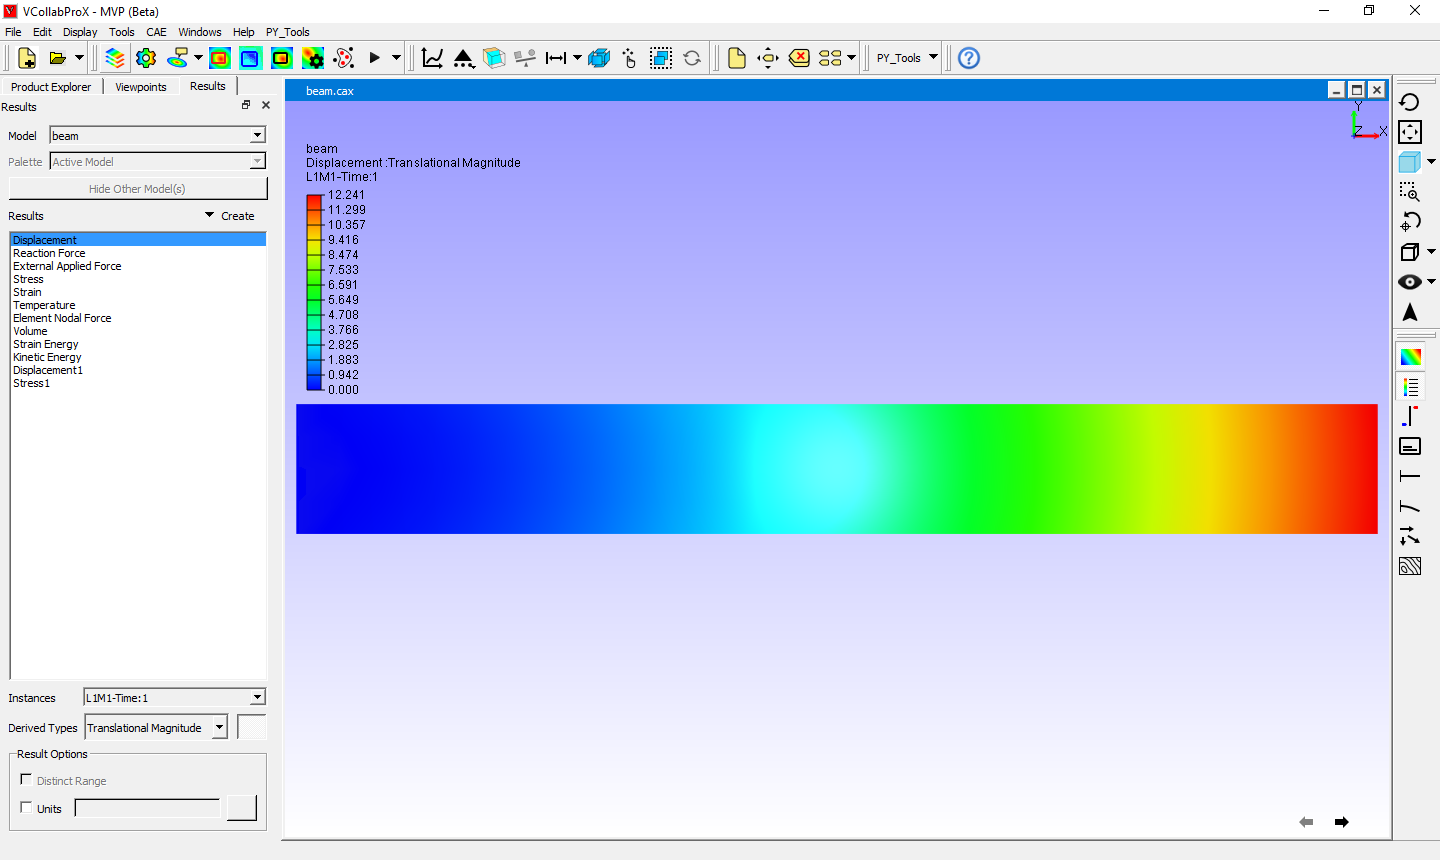 VCollabProX - MVP (Beta)
File Edit Display Tools CAE Windows Help PY_Tools
PY_Tools
Product Explorer Viewpoints Results
Results
Model beam
Palette Active Model
Hide Other Model(s)
Results Create
Displacement
Reaction Force
External Applied Force
Stress
Strain
Temperature
Element Nodal Force
Volume
Strain Energy
Kinetic Energy
Displacement1
Stress1
Instances L1M1-Time:1
Derived Types Translational Magnitude
Result Options
Distinct Range
Units
beam.cax
Y
Z X
beam
Displacement :Translational Magnitude
L1M1-Time:1
12.241
11.299
10.357
9.416
8.474
7.533
6.591
5.649
4.708
3.766
2.825
1.883
0.942
0.000